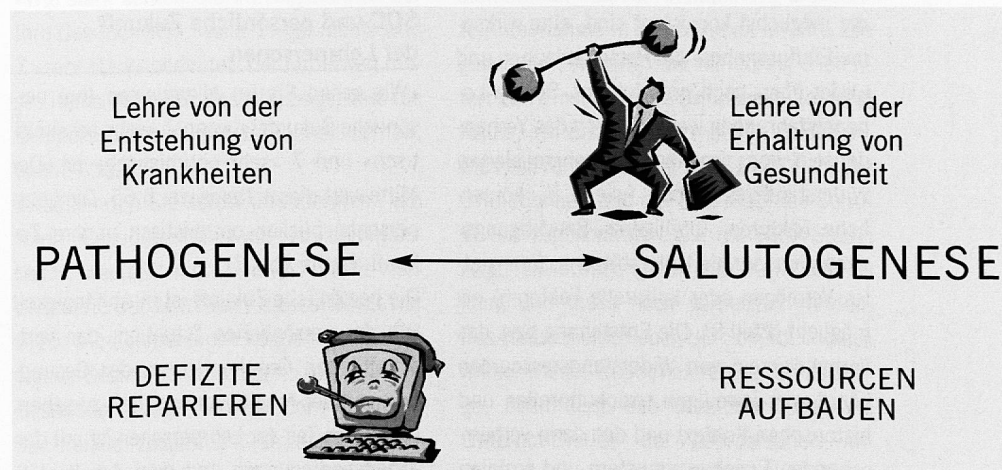 Lehre von der
Entstehung von
Krankheiten
Lehre von der
Erhaltung von
Gesundheit
PATHOGENESE
SALUTOGENESE
DEFIZITE
REPARIEREN
RESSOURCEN
AUFBAUEN